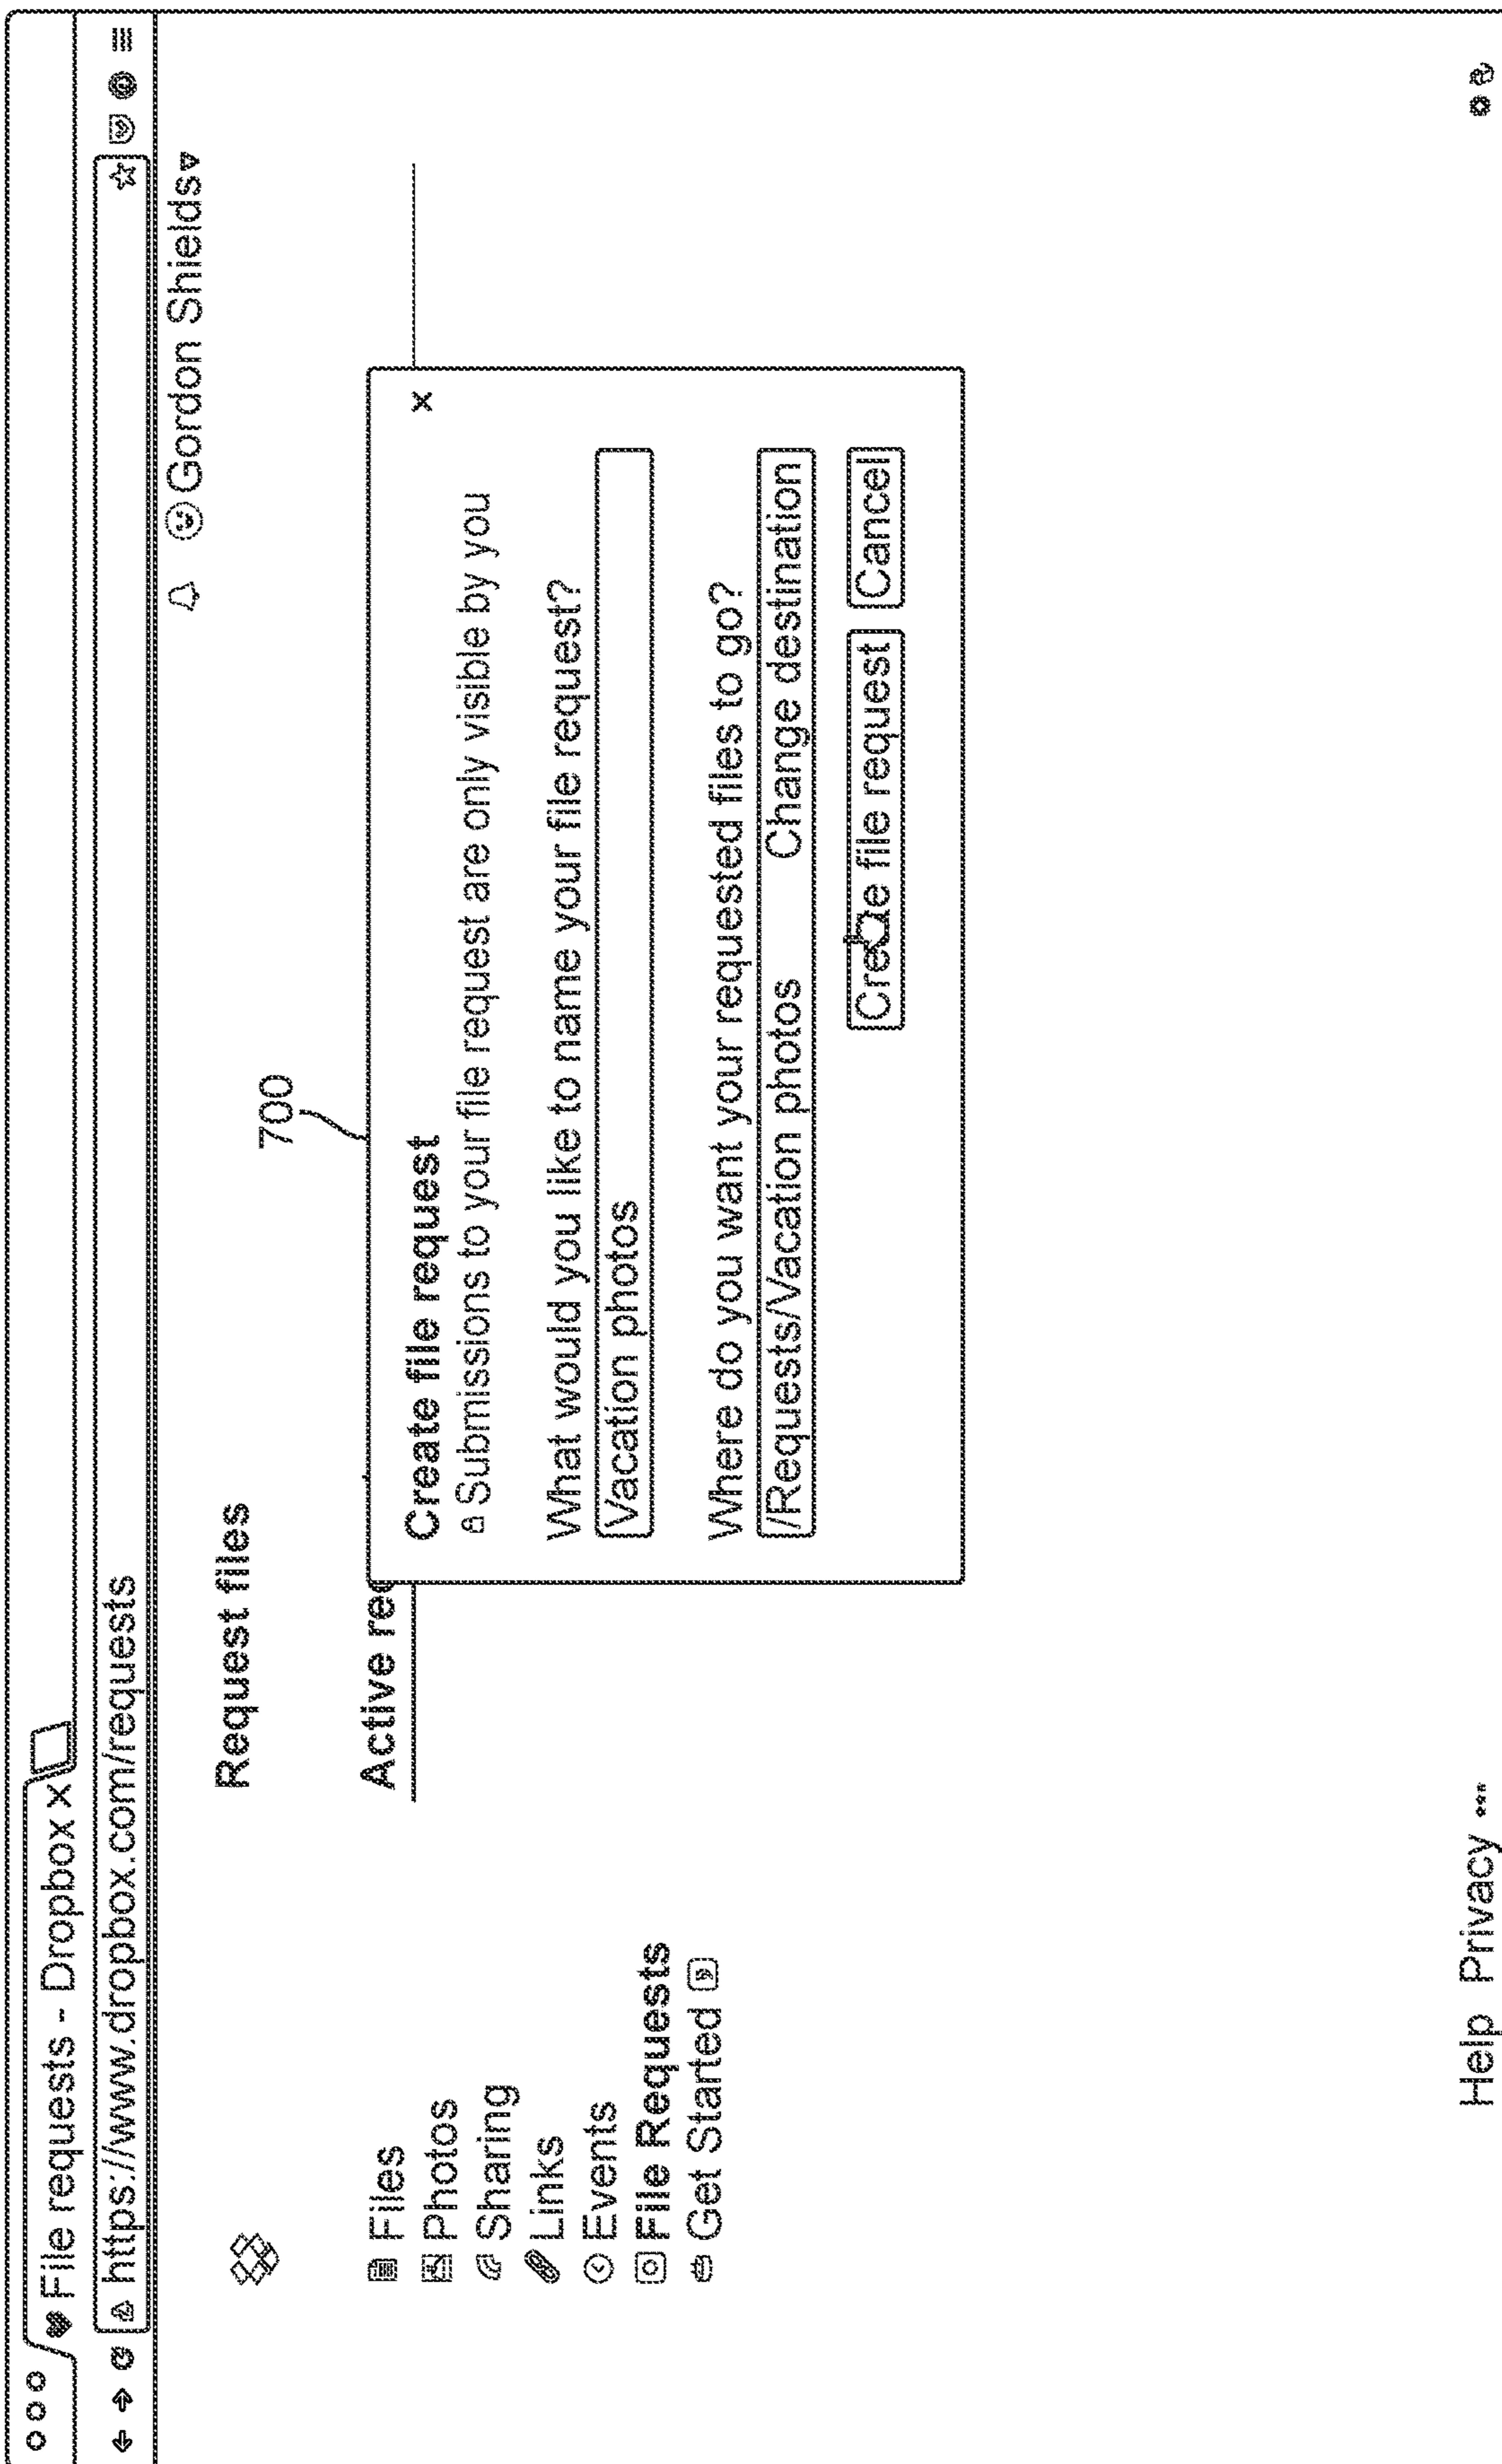 File requests - Dropbox x
https://www.dropbox.com/requests
Gordon Shields
Request files
700
Files
Photos
Sharing
Links
Events
File Requests
Get Started
Active req
Create file request
x
Submissions to your file request are only visible by you
What would you like to name your file request?
Vacation photos
Where do you want your requested files to go?
/Requests/Vacation photos Change destination
Create file request Cancel
Help Privacy •••